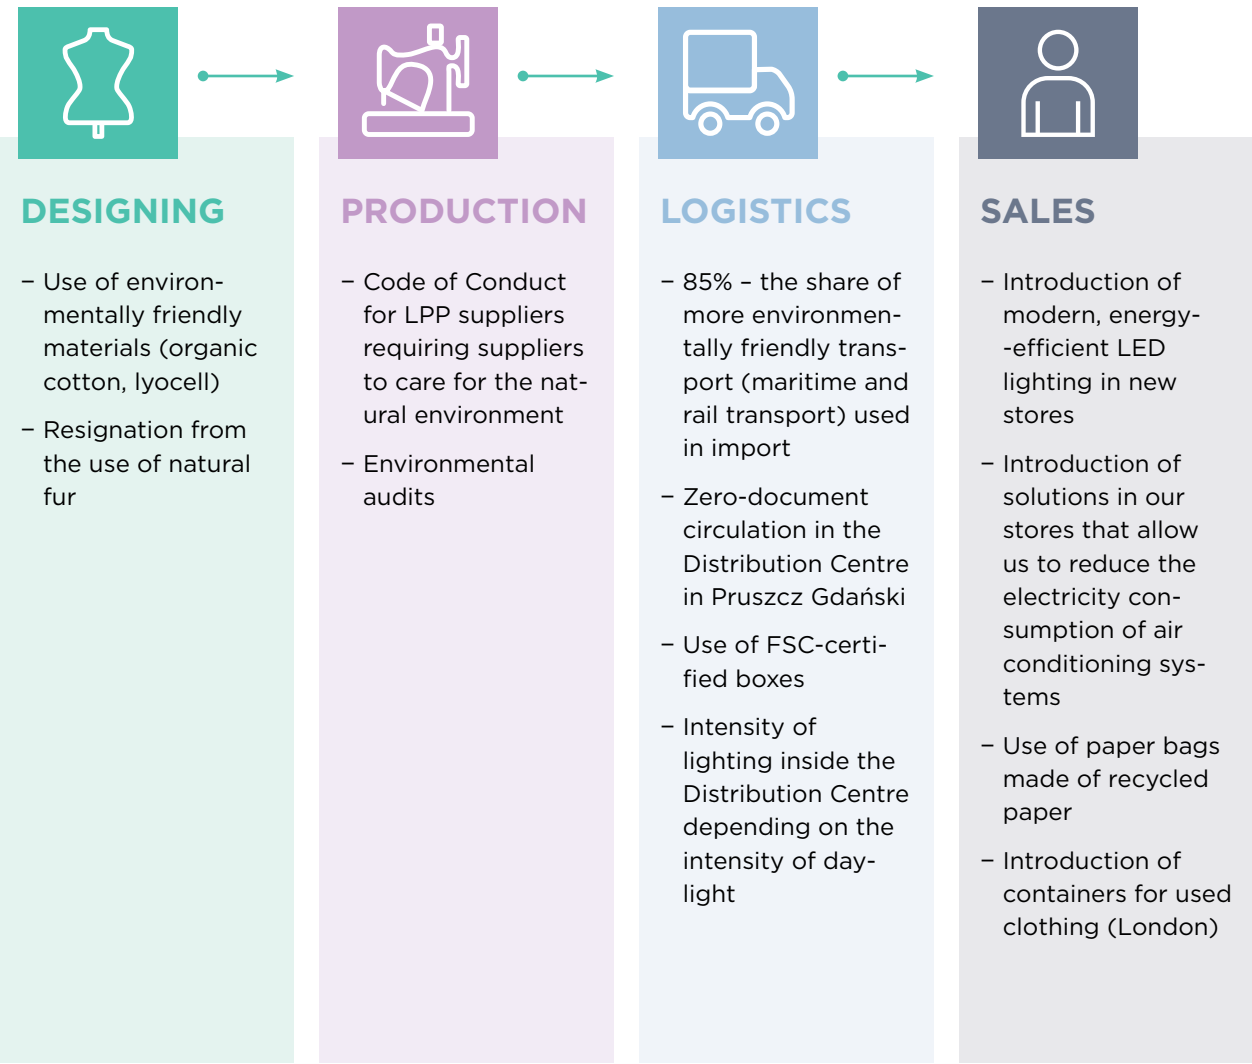 DESIGNING
– Use of environ-
mentally friendly
materials (organic
cotton, lyocell)
– Resignation from
the use of natural
fur
PRODUCTION
– Code of Conduct
for LPP suppliers
requiring suppliers
to care for the nat-
ural environment
– Environmental
audits
LOGISTICS
– 85% – the share of
more environmen-
tally friendly trans-
port (maritime and
rail transport) used
in import
– Zero-document
circulation in the
Distribution Centre
in Pruszcz Gdański
– Use of FSC-certi-
fied boxes
– Intensity of
lighting inside the
Distribution Centre
depending on the
intensity of day-
light
SALES
– Introduction of
modern, energy-
-efficient LED
lighting in new
stores
– Introduction of
solutions in our
stores that allow
us to reduce the
electricity con-
sumption of air
conditioning sys-
tems
– Use of paper bags
made of recycled
paper
– Introduction of
containers for used
clothing (London)